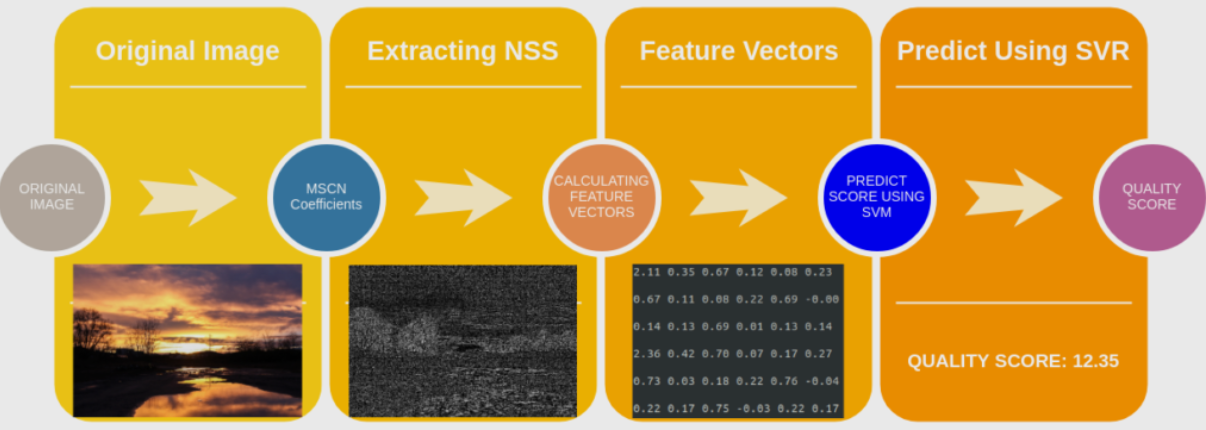 Original Image
Extracting NSS
Feature Vectors
Predict Using SVR
ORIGINAL
IMAGE
MSCN
Coefficients
CALCULATING
FEATURE
VECTORS
PREDICT
SCORE USING
SVM
QUALITY
SCORE
2.11 0.35 0.67 0.12 0.08 0.23
0.67 0.11 0.08 0.22 0.69 -0.00
0.14 0.13 0.69 0.01 0.13 0.14
2.36 0.42 0.70 0.07 0.17 0.27
0.73 0.03 0.18 0.22 0.76 -0.04
0.22 0.17 0.75 -0.03 0.22 0.17
QUALITY SCORE: 12.35